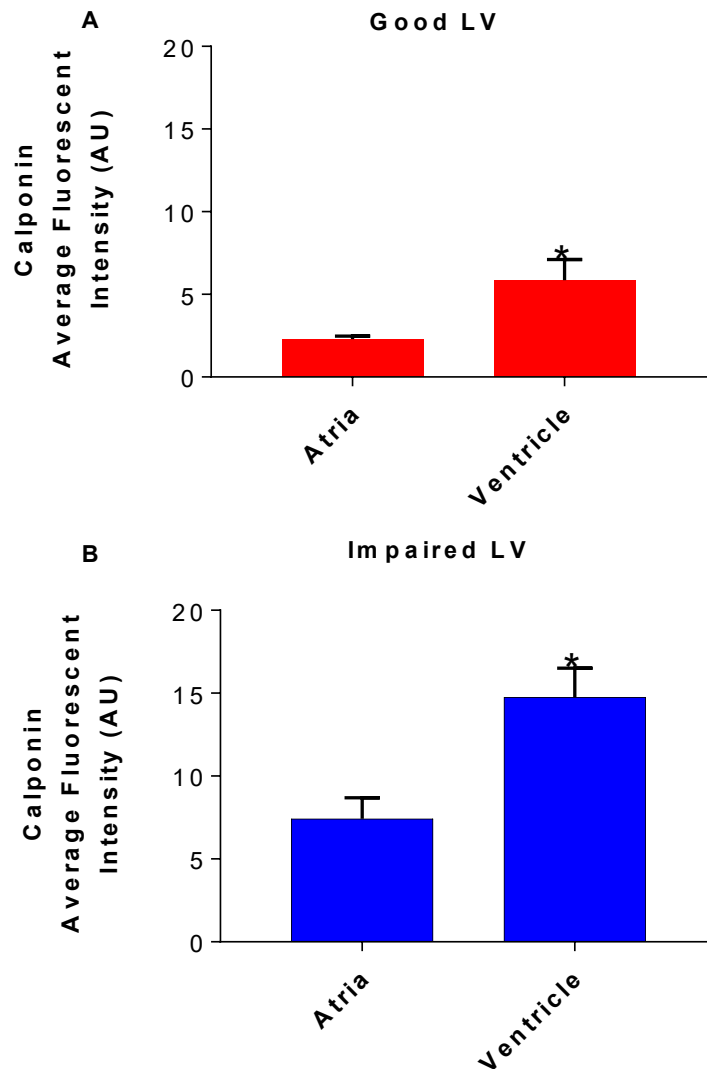 A
Good LV
Calponin
Average Fluorescent
Intensity (AU)
20
15
10
5
0
*
Atria
Ventricle
B
Impaired LV
Calponin
Average Fluorescent
Intensity (AU)
20
15
10
5
0
*
Atria
Ventricle